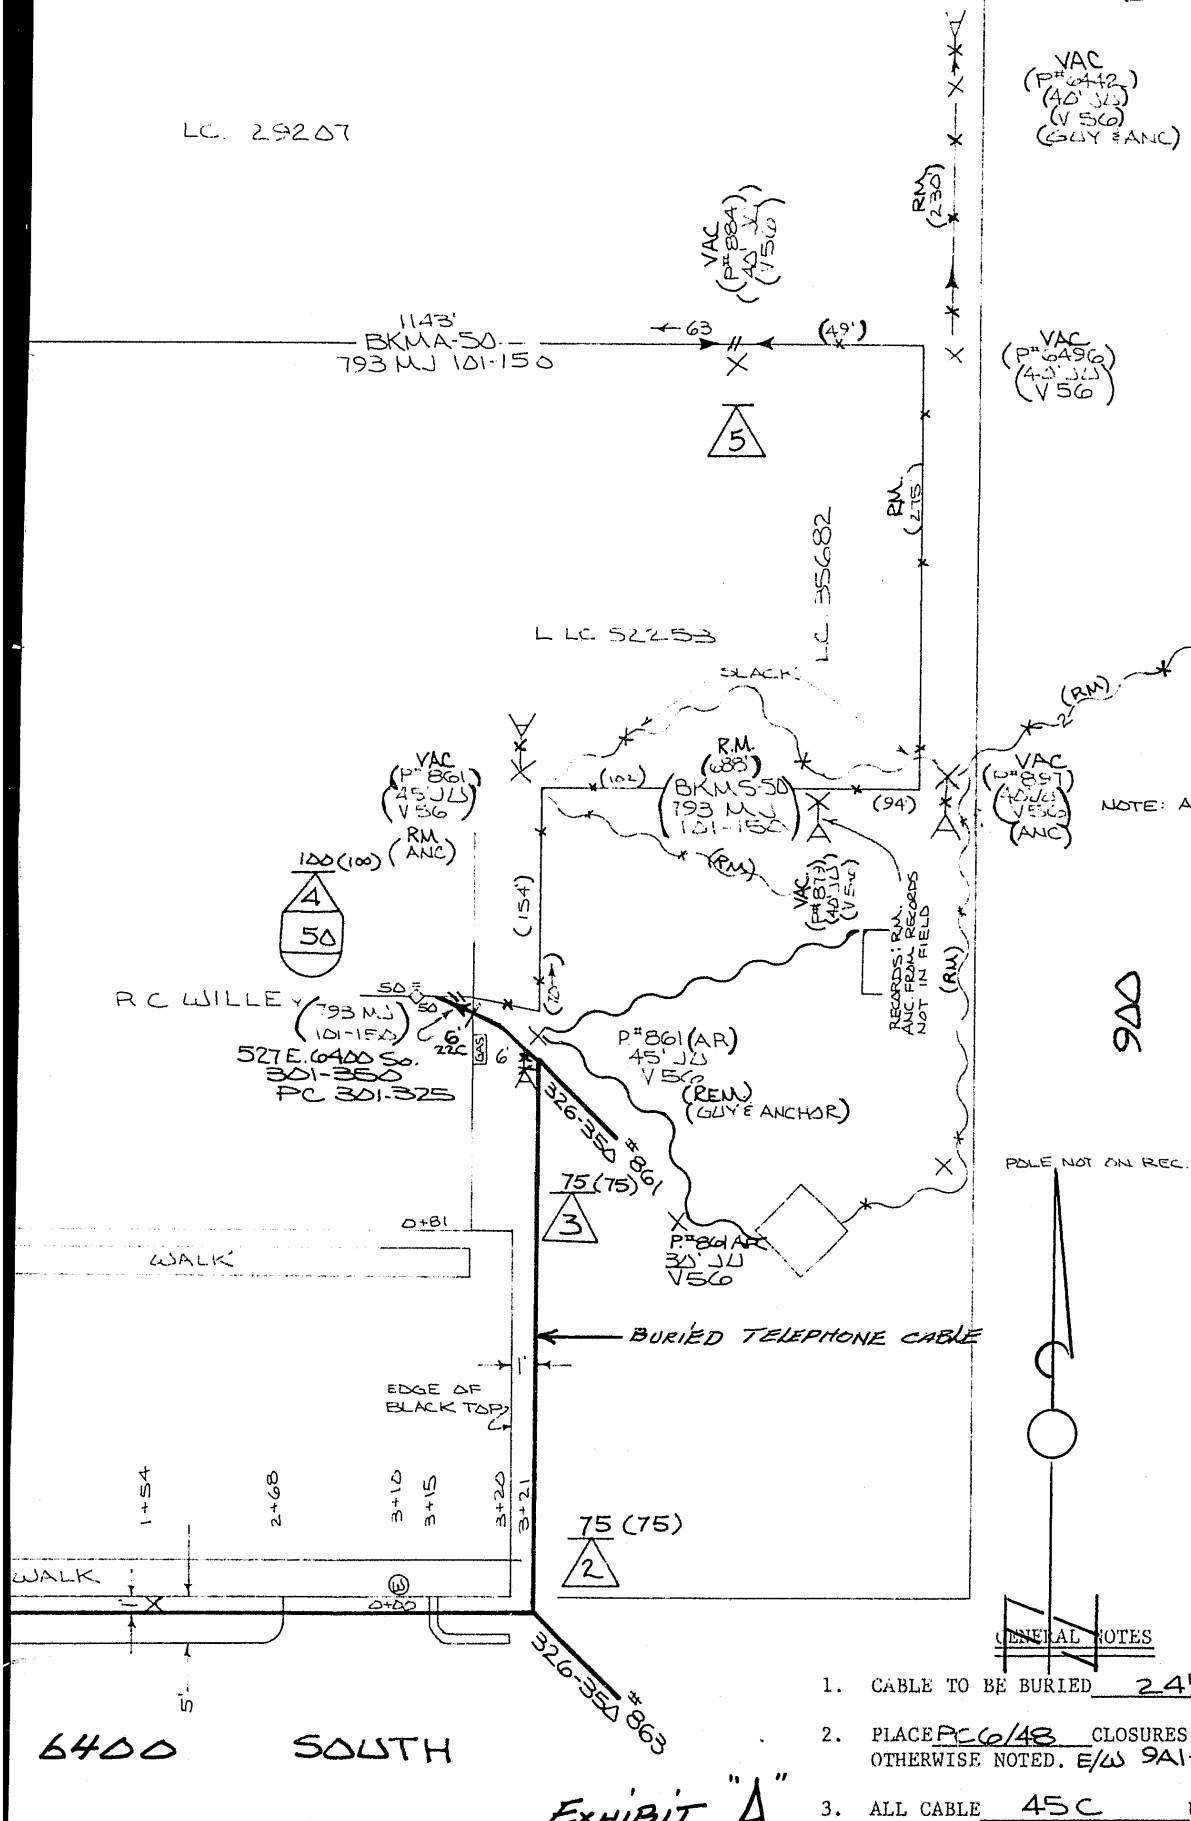 VAC
(P#6442)
(40' JU)
(V 56)
(GUY & ANC)
LC. 29207
RM.
(230')
VAC
(P#884)
(40' JU)
(V56)
1143'
BKMA-50
793 MJ 101-150
←63
(49')
VAC
(P#6496)
(40' JU
V 56)
5
RM.
(275')
LC. 35682
L LC 52253
SLACK
(RM)
2
VAC
(P#861)
(45' JU
V56)
(RM
ANC)
R.M.
(688')
(102)
(BKMS-50
793 MJ
101-150)
(94')
VAC
(P#897)
(40' JU
V56)
(ANC)
NOTE: A
100 (100)
4
50
(154')
(RM)
VAC
(P#879)
(40' JU)
(V56)
RECORDS: RM.
ANC. FROM RECORDS
NOT IN FIELD
(RM)
900
R C WILLEY
50
50
(793 MJ
101-150)
6'
22C
GAS
6'
527 E. 6400 So.
301-350
PC 301-325
P#861 (AR)
45' JU
V56
(REM)
(GUY & ANCHOR)
326-350
#861
75 (75)
3
POLE NOT ON REC.
0+81
WALK
P.#861 AR
30' JU
V56
BURIED TELEPHONE CABLE
1'
EDGE OF
BLACK TOP
1+54
2+68
3+10
3+15
3+20
3+21
75 (75)
2
WALK.
1'
W
0+00
326-350
#863
5'
6400 SOUTH
GENERAL NOTES
1. CABLE TO BE BURIED 24"
2. PLACE PC6/48 CLOSURES
OTHERWISE NOTED. E/W 9A1-
3. ALL CABLE 45C
EXHIBIT "A"